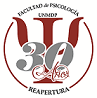 FACULTAD de PSICOLOGÍA
UNMDP
30
Años
REAPERTURA